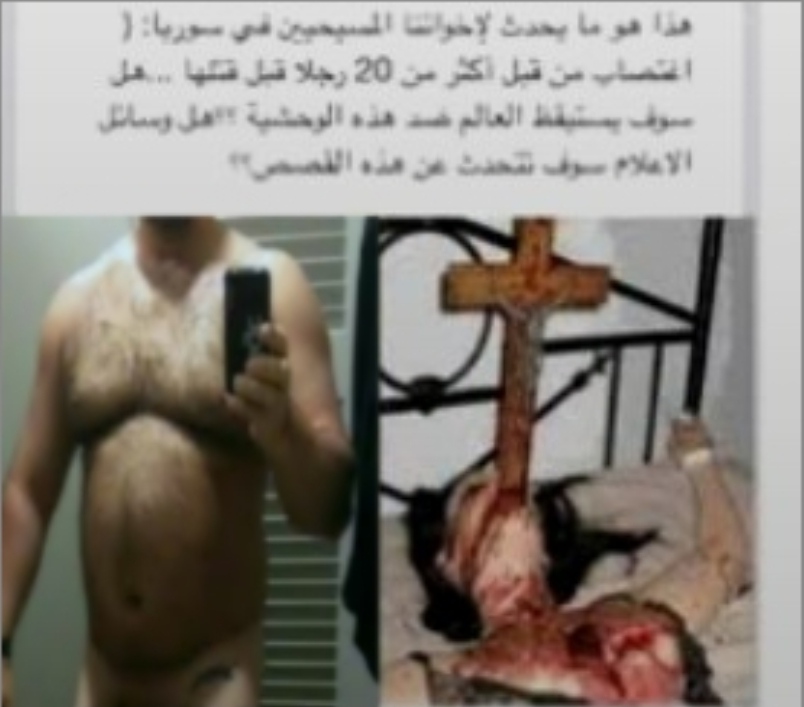 هذا هو ما يحدث لإخواننا المسيحيين في سوريا: {
اغتصاب من قبل أكثر من 20 رجلا قبل قتلها ...هل
سوف يستيقظ العالم ضد هذه الوحشية ؟؟هل وسائل
الاعلام سوف تتحدث عن هذه القصص؟؟